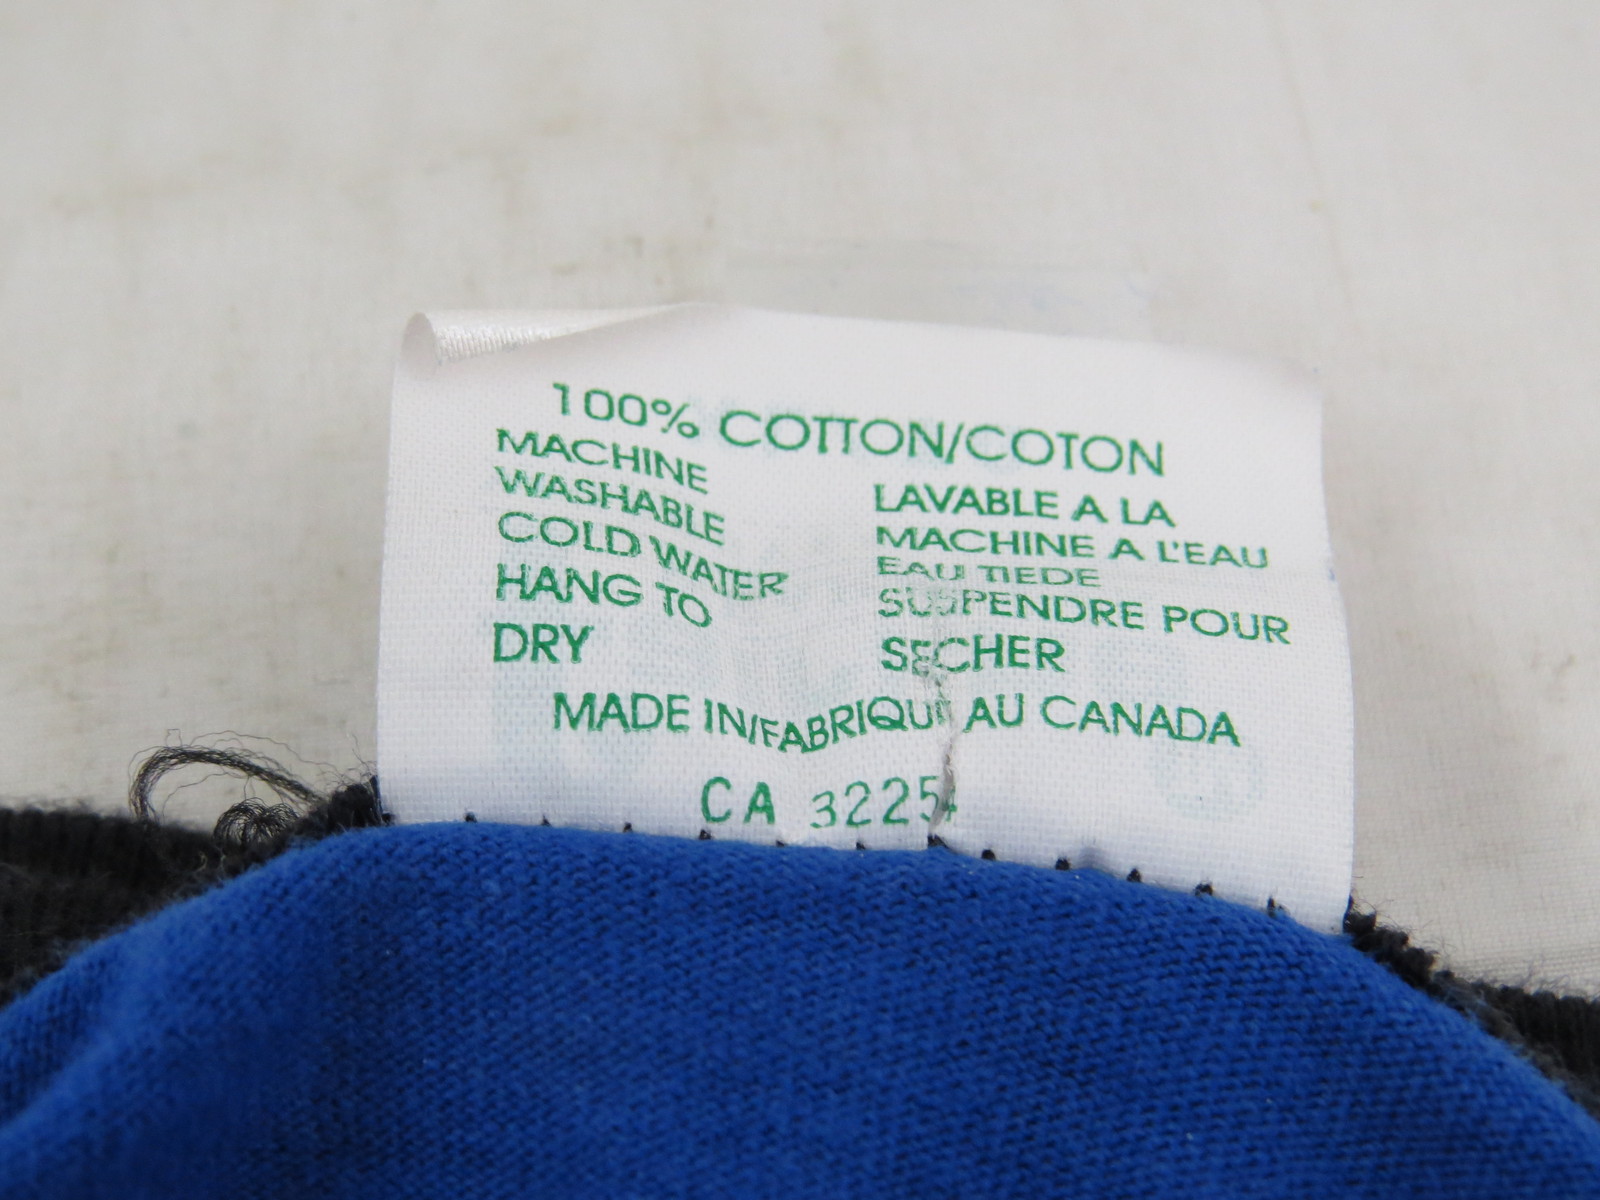 100% COTTON/COTON
MACHINE
WASHABLE
COLD WATER
HANG TO
DRY
LAVABLE A LA
MACHINE A L'EAU
EAU TIEDE
SUSPENDRE POUR
SECHER
MADE IN/FABRIQUE AU CANADA
CA 32254